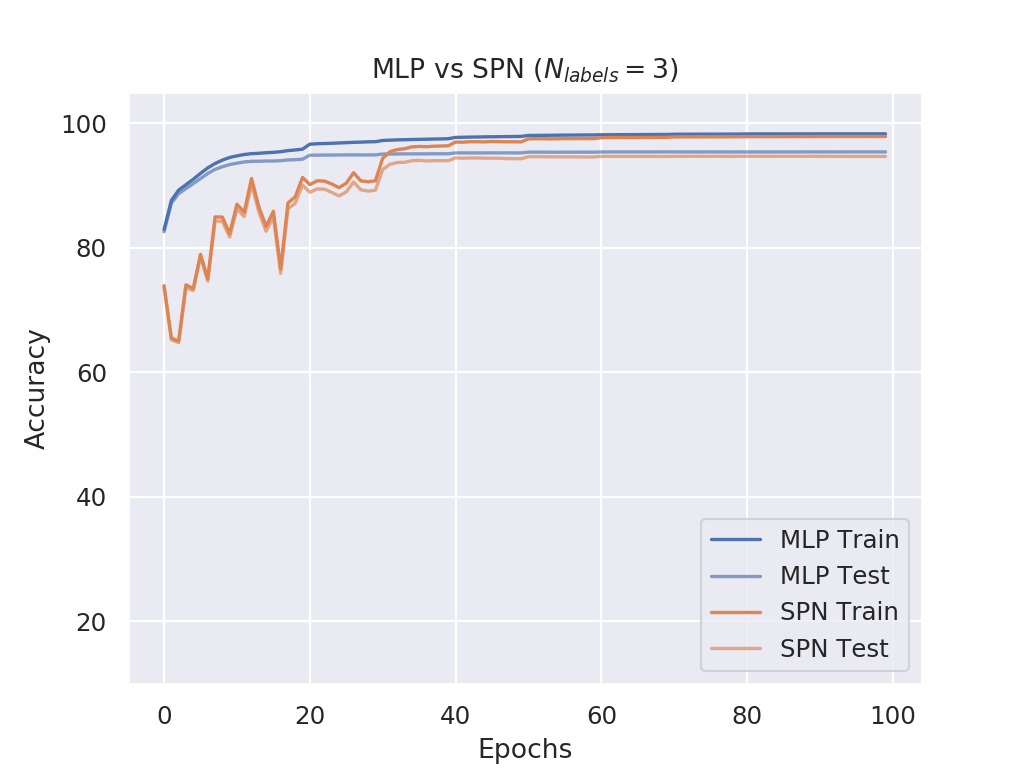 MLP vs SPN (N_labels = 3)
Accuracy
100
80
60
40
20
0 20 40 60 80 100
Epochs
MLP Train
MLP Test
SPN Train
SPN Test